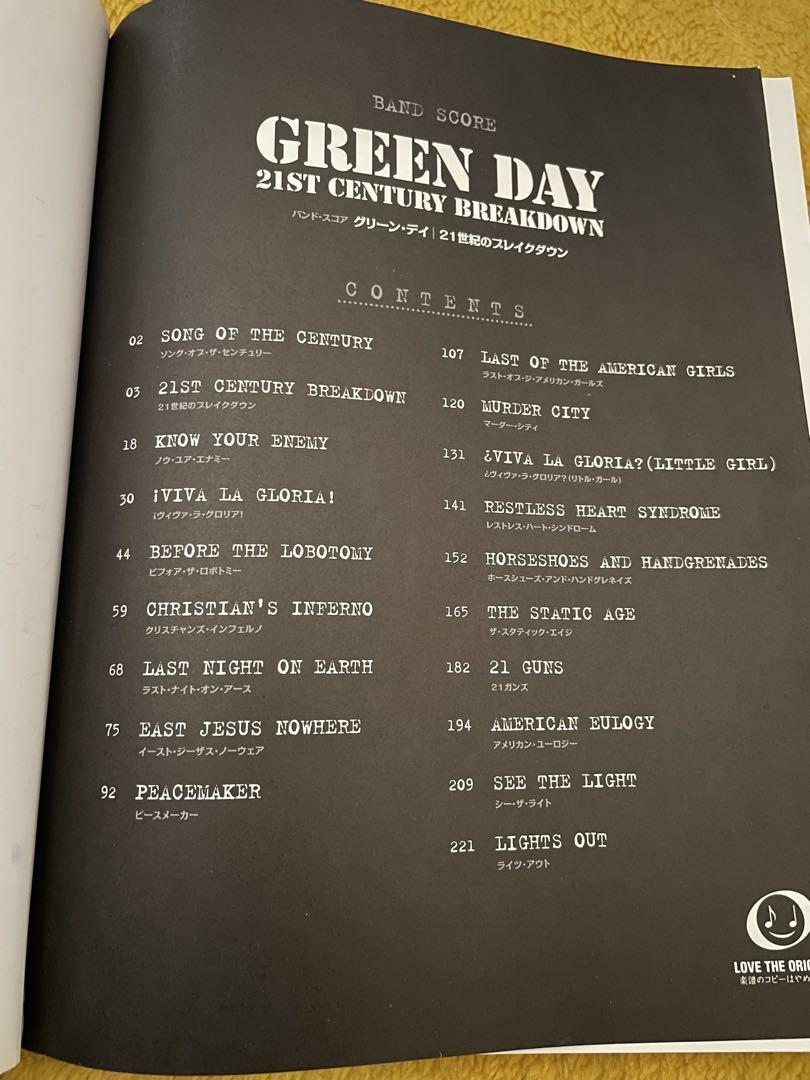 BAND SCORE
GREEN DAY
21ST CENTURY BREAKDOWN
バンド・スコア グリーン・デイ | 21世紀のブレイクダウン
CONTENTS
02 SONG OF THE CENTURY
ソング・オブ・ザ・センチュリー
03 21ST CENTURY BREAKDOWN
21世紀のブレイクダウン
18 KNOW YOUR ENEMY
ノウ・ユア・エナミー
30 ¡VIVA LA GLORIA!
¡ヴィヴァ・ラ・グロリア!
44 BEFORE THE LOBOTOMY
ビフォア・ザ・ロボトミー
59 CHRISTIAN'S INFERNO
クリスチャンズ・インフェルノ
68 LAST NIGHT ON EARTH
ラスト・ナイト・オン・アース
75 EAST JESUS NOWHERE
イースト・ジーザス・ノーウェア
92 PEACEMAKER
ピースメーカー
107 LAST OF THE AMERICAN GIRLS
ラスト・オブ・ジ・アメリカン・ガールズ
120 MURDER CITY
マーダー・シティ
131 ¿VIVA LA GLORIA?(LITTLE GIRL)
¿ヴィヴァ・ラ・グロリア?(リトル・ガール)
141 RESTLESS HEART SYNDROME
レストレス・ハート・シンドローム
152 HORSESHOES AND HANDGRENADES
ホースシューズ・アンド・ハンドグレネイズ
165 THE STATIC AGE
ザ・スタティック・エイジ
182 21 GUNS
21ガンズ
194 AMERICAN EULOGY
アメリカン・ユーロジー
209 SEE THE LIGHT
シー・ザ・ライト
221 LIGHTS OUT
ライツ・アウト
LOVE THE ORI
楽譜のコピーはやめ